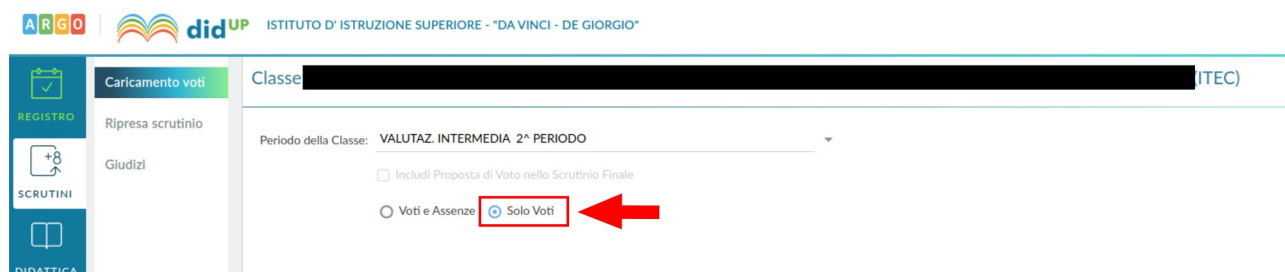 ARGO didUP ISTITUTO D' ISTRUZIONE SUPERIORE - "DA VINCI - DE GIORGIO"
REGISTRO
+8
SCRUTINI
DIDATTICA
Caricamento voti
Ripresa scrutinio
Giudizi
Classe (ITEC)
Periodo della Classe: VALUTAZ. INTERMEDIA 2^ PERIODO
Includi Proposta di Voto nello Scrutinio Finale
Voti e Assenze Solo Voti